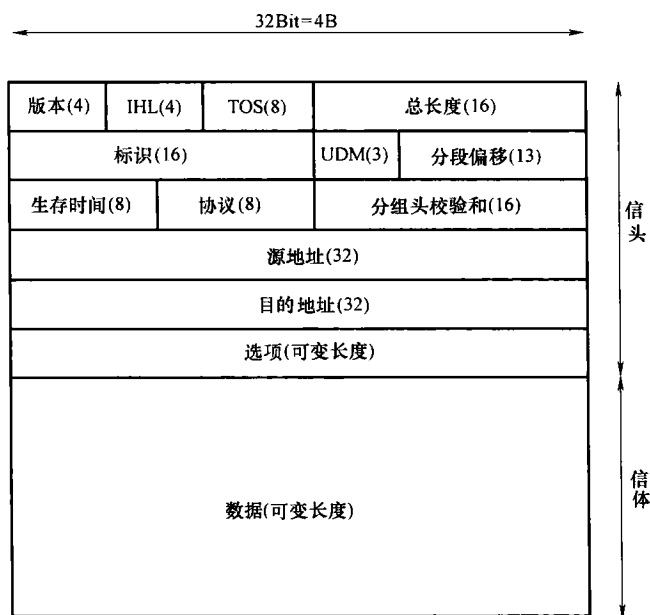 32Bit=4B
版本(4) IHL(4) TOS(8) 总长度(16)
标识(16) UDM(3) 分段偏移(13)
生存时间(8) 协议(8) 分组头校验和(16)
源地址(32)
目的地址(32)
选项(可变长度)
信头
数据(可变长度)
信体